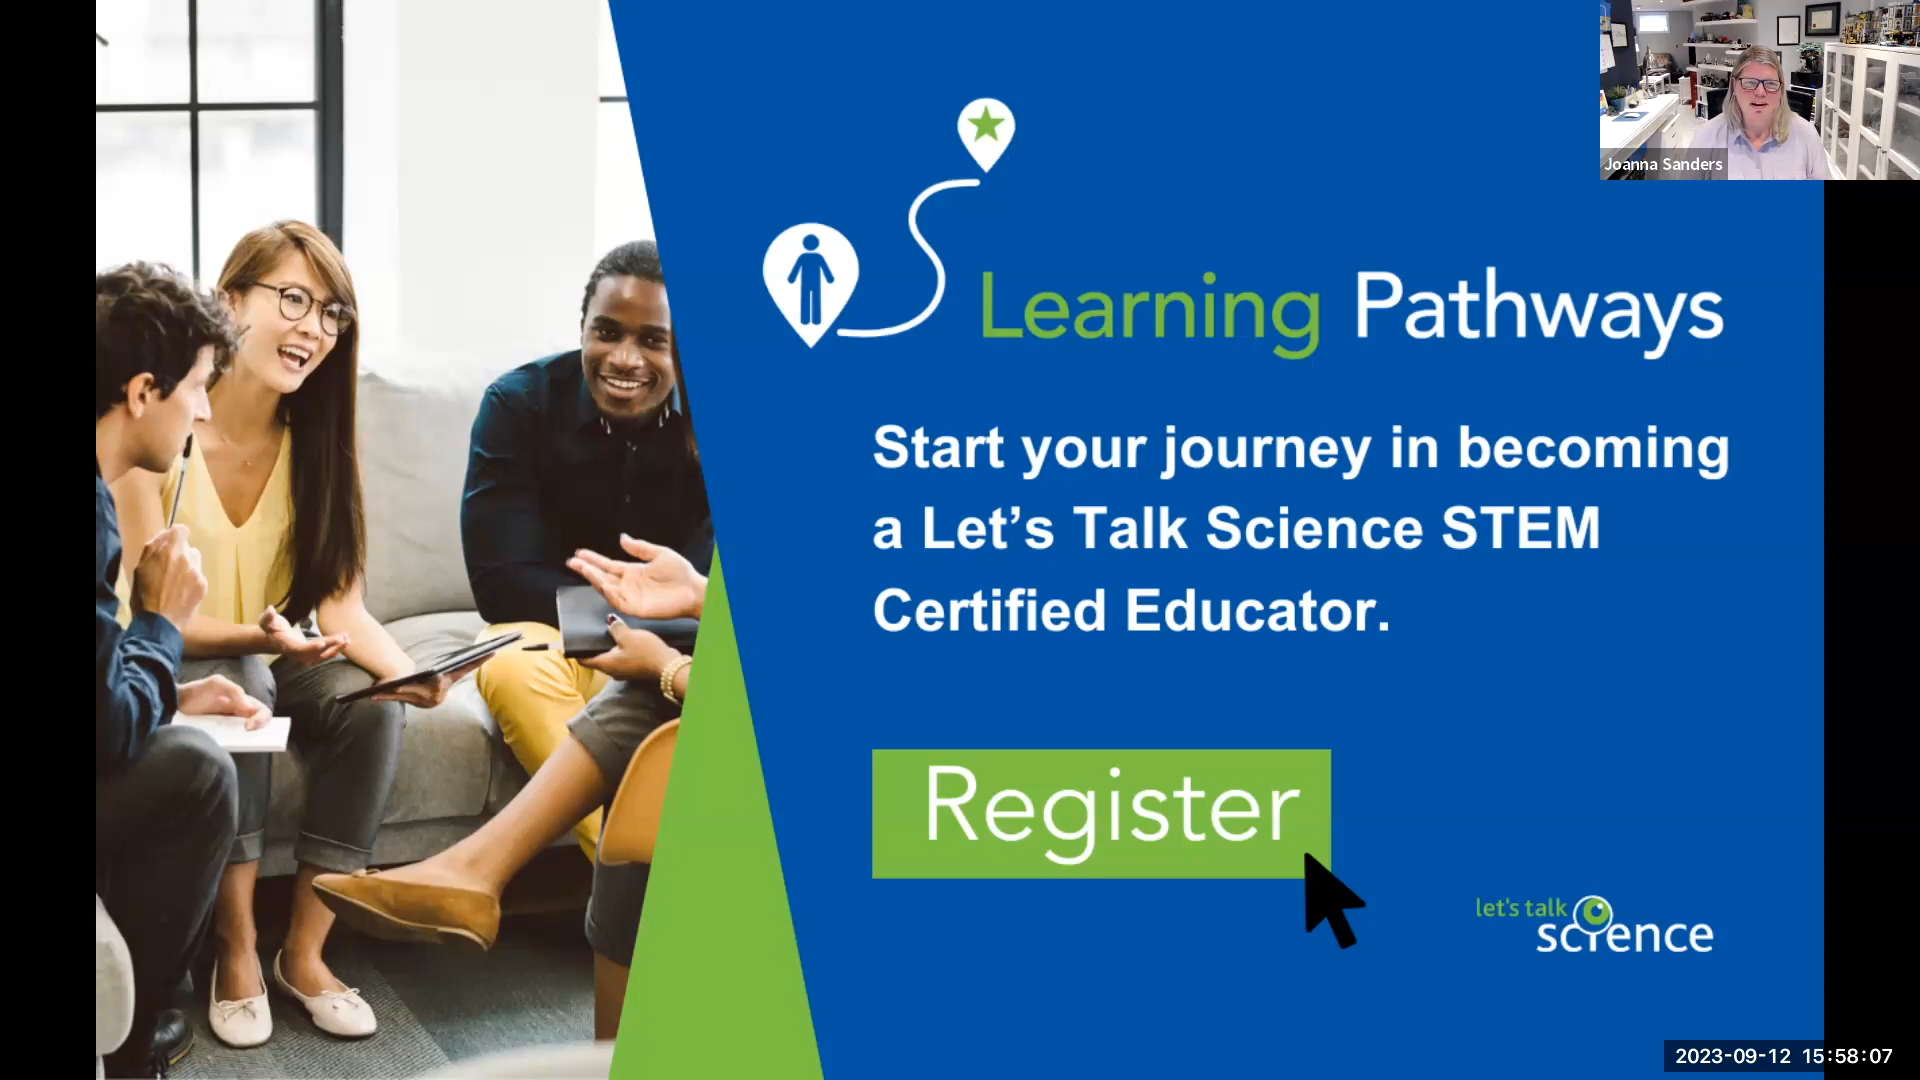 Joanna Sanders
Learning Pathways
Start your journey in becoming
a Let’s Talk Science STEM
Certified Educator.
Register
let's talk
science
2023-09-12 15:58:07